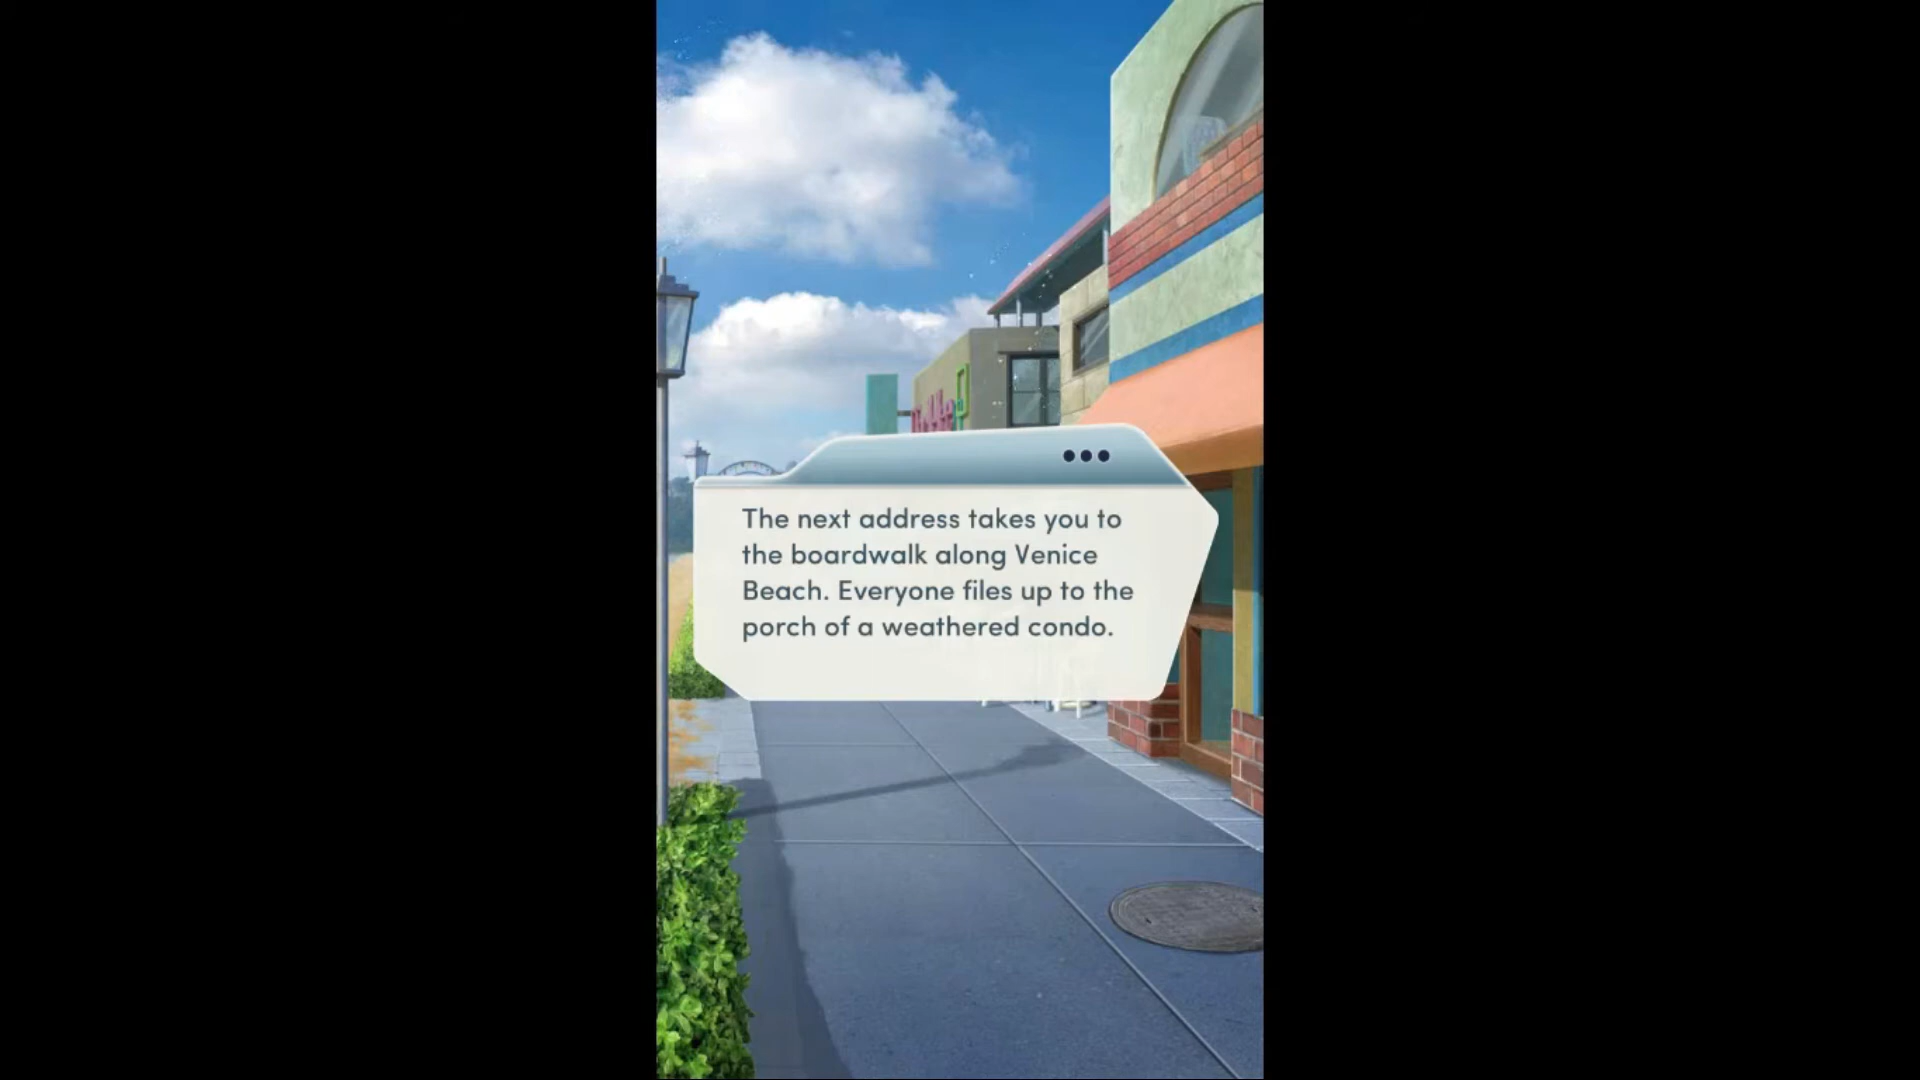 The next address takes you to
the boardwalk along Venice
Beach. Everyone files up to the
porch of a weathered condo.